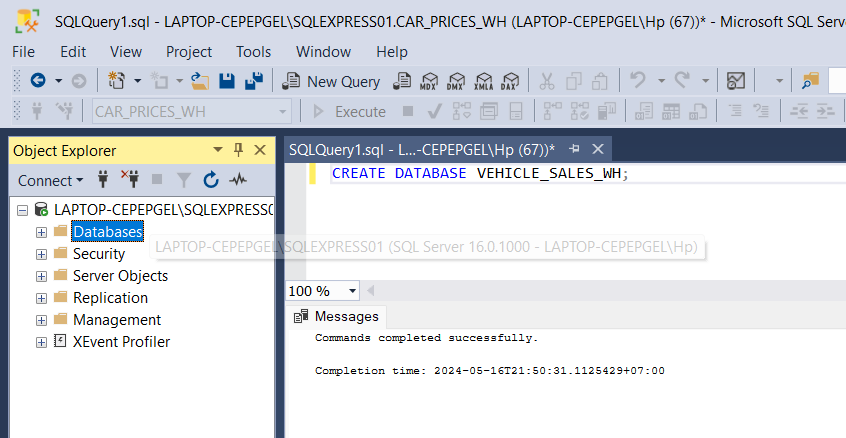 SQLQuery1.sql - LAPTOP-CEPEPGEL\SQLEXPRESS01.CAR_PRICES_WH (LAPTOP-CEPEPGEL\Hp (67))* - Microsoft SQL Serve
File Edit View Project Tools Window Help
New Query MDX DMX XMLA DAX
CAR_PRICES_WH Execute
Object Explorer
SQLQuery1.sql - L...-CEPEPGEL\Hp (67))*
Connect
CREATE DATABASE VEHICLE_SALES_WH;
LAPTOP-CEPEPGEL\SQLEXPRESS0
Databases
LAPTOP-CEPEPGEL\SQLEXPRESS01 (SQL Server 16.0.1000 - LAPTOP-CEPEPGEL\Hp)
Security
Server Objects
Replication
Management
XEvent Profiler
100 %
Messages
Commands completed successfully.
Completion time: 2024-05-16T21:50:31.1125429+07:00